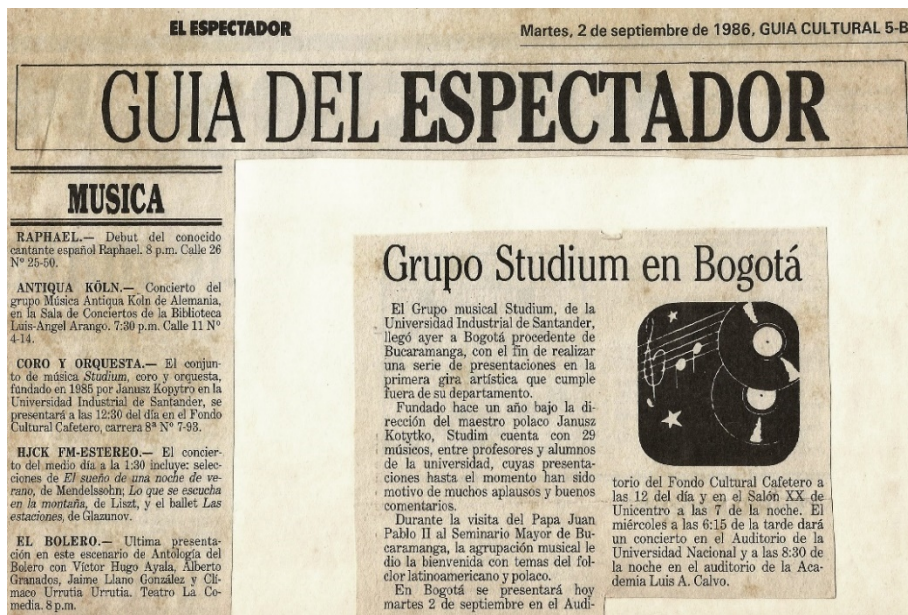 EL ESPECTADOR
Martes, 2 de septiembre de 1986, GUIA CULTURAL 5-B
GUIA DEL ESPECTADOR
MUSICA
RAPHAEL.— Debut del conocido
cantante español Raphael. 8 p.m. Calle 26
Nº 25-50.
ANTIQUA KÖLN.— Concierto del
grupo Música Antiqua Köln de Alemania,
en la Sala de Conciertos de la Biblioteca
Luis-Angel Arango. 7:30 p.m. Calle 11 Nº
4-14.
CORO Y ORQUESTA.— El conjun-
to de música Studium, coro y orquesta,
fundado en 1985 por Janusz Kopytro en la
Universidad Industrial de Santander, se
presentará a las 12:30 del día en el Fondo
Cultural Cafetero, carrera 8ª Nº 7-93.
HJCK FM-ESTEREO.— El concier-
to del medio día a la 1:30 incluye: selec-
ciones de El sueño de una noche de ve-
rano, de Mendelssohn; Lo que se escucha
en la montaña, de Liszt, y el ballet Las
estaciones, de Glazunov.
EL BOLERO.— Ultima presenta-
ción en este escenario de Antología del
Bolero con Víctor Hugo Ayala, Alberto
Granados, Jaime Llano González y Clí-
maco Urrutia Urrutia. Teatro La Co-
media. 8 p.m.
Grupo Studium en Bogotá
El Grupo musical Studium, de la
Universidad Industrial de Santander,
llegó ayer a Bogotá procedente de
Bucaramanga, con el fin de realizar
una serie de presentaciones en la
primera gira artística que cumple
fuera de su departamento.
Fundado hace un año bajo la di-
rección del maestro polaco Janusz
Kotytko, Studim cuenta con 29
músicos, entre profesores y alumnos
de la universidad, cuyas presenta-
ciones hasta el momento han sido
motivo de muchos aplausos y buenos
comentarios.
Durante la visita del Papa Juan
Pablo II al Seminario Mayor de Bu-
caramanga, la agrupación musical le
dio la bienvenida con temas del fol-
clor latinoamericano y polaco.
En Bogotá se presentará hoy
martes 2 de septiembre en el Audi-
torio del Fondo Cultural Cafetero a
las 12 del día y en el Salón XX de
Unicentro a las 7 de la noche. El
miércoles a las 6:15 de la tarde dará
un concierto en el Auditorio de la
Universidad Nacional y a las 8:30 de
la noche en el auditorio de la Aca-
demia Luis A. Calvo.